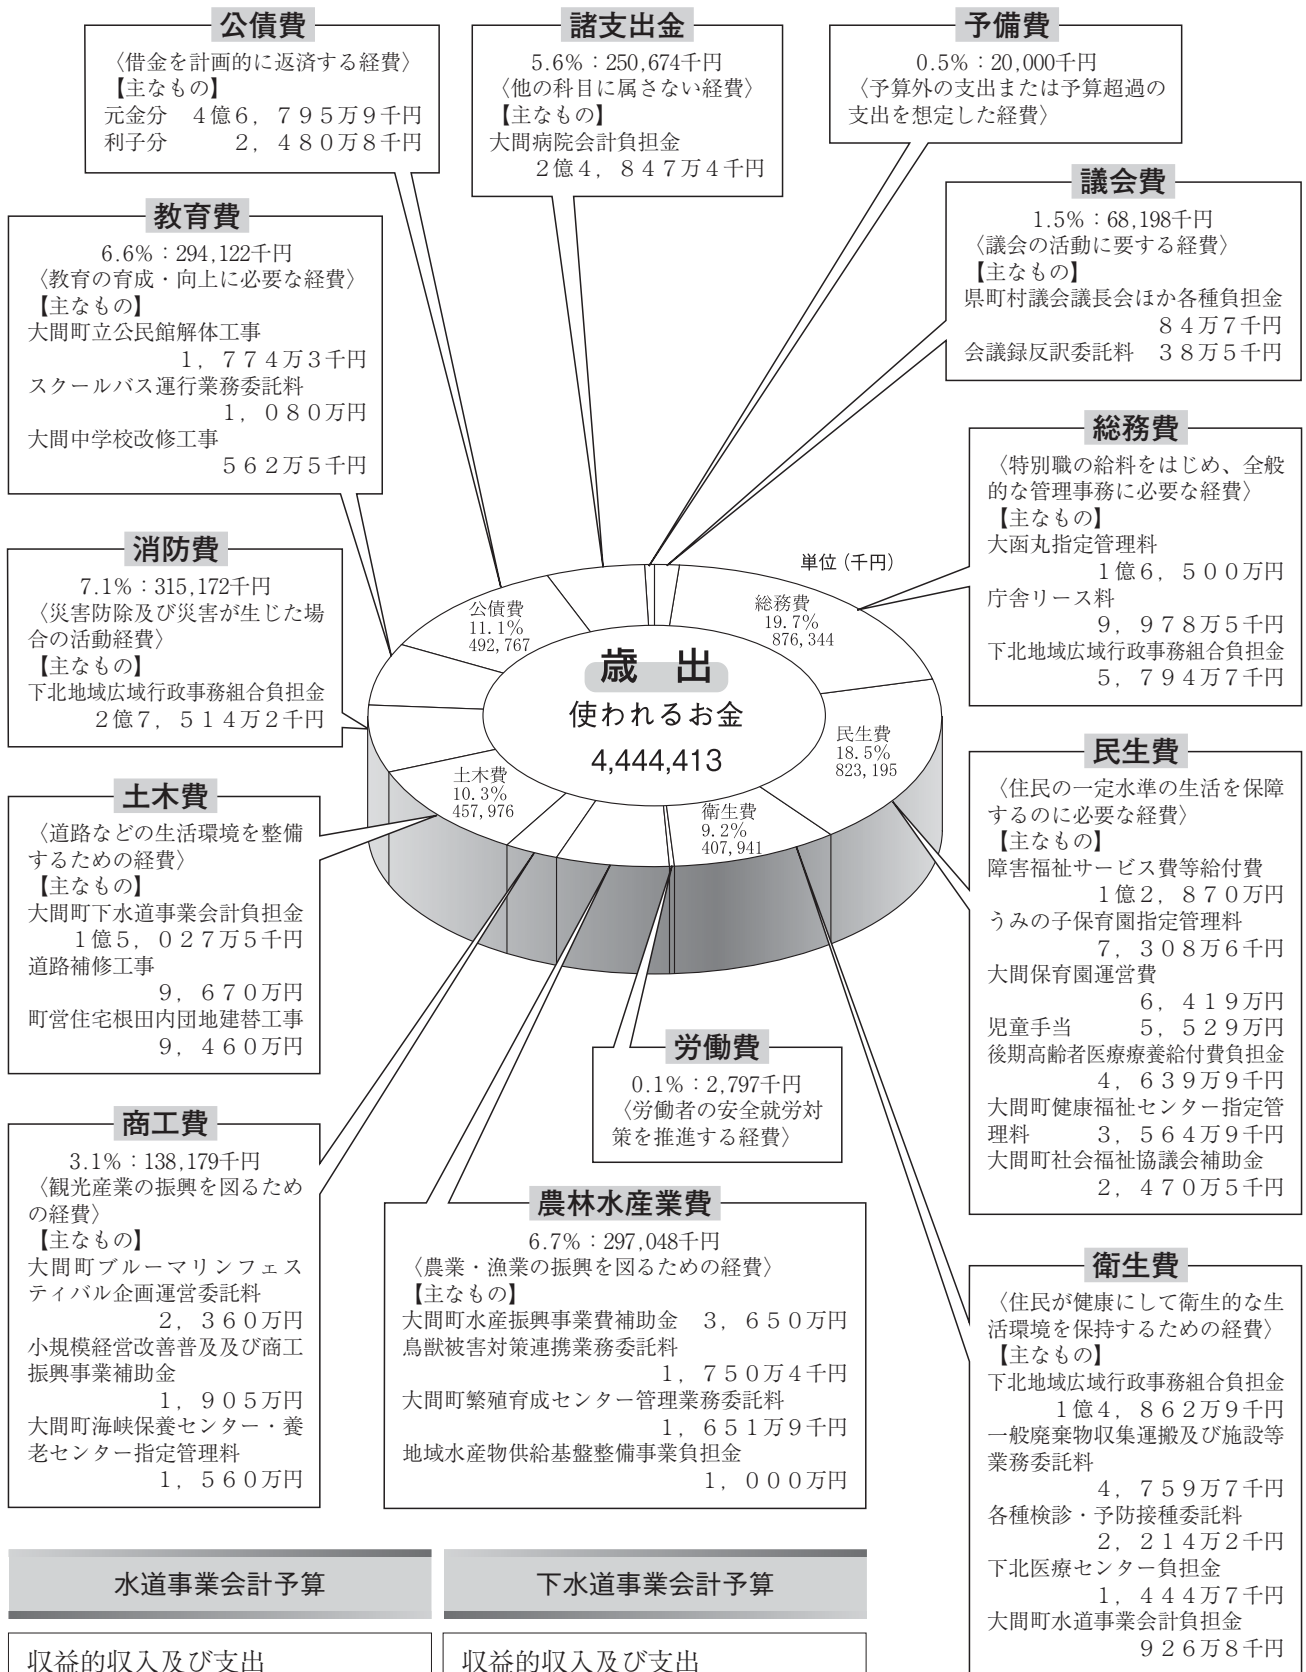 公債費
〈借金を計画的に返済する経費〉
【主なもの】
元金分　4億6，795万9千円
利子分　2，480万8千円
諸支出金
5.6%：250,674千円
〈他の科目に属さない経費〉
【主なもの】
大間病院会計負担金
2億4，847万4千円
予備費
0.5%：20,000千円
〈予算外の支出または予算超過の
支出を想定した経費〉
議会費
1.5%：68,198千円
〈議会の活動に要する経費〉
【主なもの】
県町村議会議長会ほか各種負担金
84万7千円
会議録反訳委託料　38万5千円
教育費
6.6%：294,122千円
〈教育の育成・向上に必要な経費〉
【主なもの】
大間町立公民館解体工事
1，774万3千円
スクールバス運行業務委託料
1，080万円
大間中学校改修工事
562万5千円
総務費
〈特別職の給料をはじめ、全般
的な管理事務に必要な経費〉
【主なもの】
大函丸指定管理料
1億6，500万円
庁舎リース料
9，978万5千円
下北地域広域行政事務組合負担金
5，794万7千円
消防費
7.1%：315,172千円
〈災害防除及び災害が生じた場
合の活動経費〉
【主なもの】
下北地域広域行政事務組合負担金
2億7，514万2千円
単位（千円）
公債費
11.1%
492,767
総務費
19.7%
876,344
歳　出
使われるお金
4,444,413
民生費
18.5%
823,195
土木費
10.3%
457,976
衛生費
9.2%
407,941
土木費
〈道路などの生活環境を整備
するための経費〉
【主なもの】
大間町下水道事業会計負担金
1億5，027万5千円
道路補修工事
9，670万円
町営住宅根田内団地建替工事
9，460万円
民生費
〈住民の一定水準の生活を保障
するのに必要な経費〉
【主なもの】
障害福祉サービス費等給付費
1億2，870万円
うみの子保育園指定管理料
7，308万6千円
大間保育園運営費
6，419万円
児童手当　5，529万円
後期高齢者医療療養給付費負担金
4，639万9千円
大間町健康福祉センター指定管
理料　3，564万9千円
大間町社会福祉協議会補助金
2，470万5千円
労働費
0.1%：2,797千円
〈労働者の安全就労対
策を推進する経費〉
商工費
3.1%：138,179千円
〈観光産業の振興を図るため
の経費〉
【主なもの】
大間町ブルーマリンフェス
ティバル企画運営委託料
2，360万円
小規模経営改善普及及び商工
振興事業補助金
1，905万円
大間町海峡保養センター・養
老センター指定管理料
1，560万円
農林水産業費
6.7%：297,048千円
〈農業・漁業の振興を図るための経費〉
【主なもの】
大間町水産振興事業費補助金　3，650万円
鳥獣被害対策連携業務委託料
1，750万4千円
大間町繁殖育成センター管理業務委託料
1，651万9千円
地域水産物供給基盤整備事業負担金
1，000万円
衛生費
〈住民が健康にして衛生的な生
活環境を保持するための経費〉
【主なもの】
下北地域広域行政事務組合負担金
1億4，862万9千円
一般廃棄物収集運搬及び施設等
業務委託料
4，759万7千円
各種検診・予防接種委託料
2，214万2千円
下北医療センター負担金
1，444万7千円
大間町水道事業会計負担金
926万8千円
水道事業会計予算
収益的収入及び支出
下水道事業会計予算
収益的収入及び支出